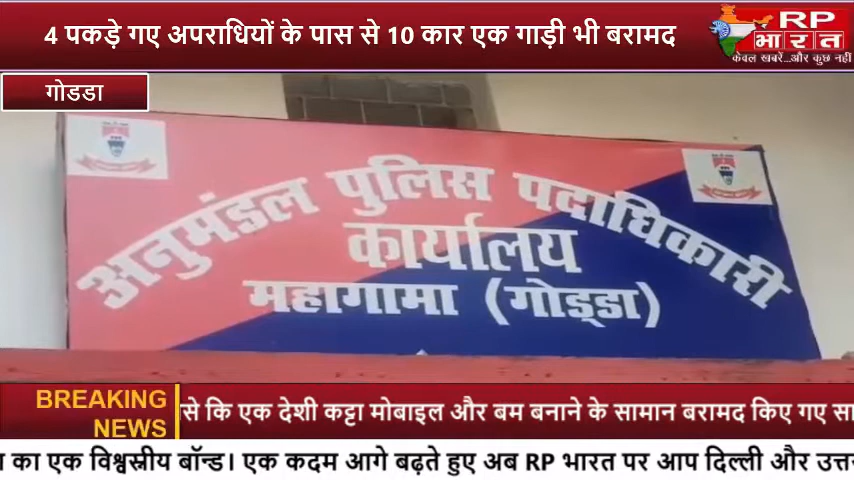 4 पकड़े गए अपराधियों के पास से 10 कार एक गाड़ी भी बरामद
RP
भारत
केवल खबरें...और कुछ नहीं
गोडडा
अनुमंडल पुलिस पदाधिकारी
कार्यालय
महागामा (गोड्डा)
BREAKING
NEWS
से कि एक देशी कट्टा मोबाइल और बम बनाने के सामान बरामद किए गए सा
का एक विश्वस्रीय बॉन्ड। एक कदम आगे बढ़ते हुए अब RP भारत पर आप दिल्ली और उत्तर